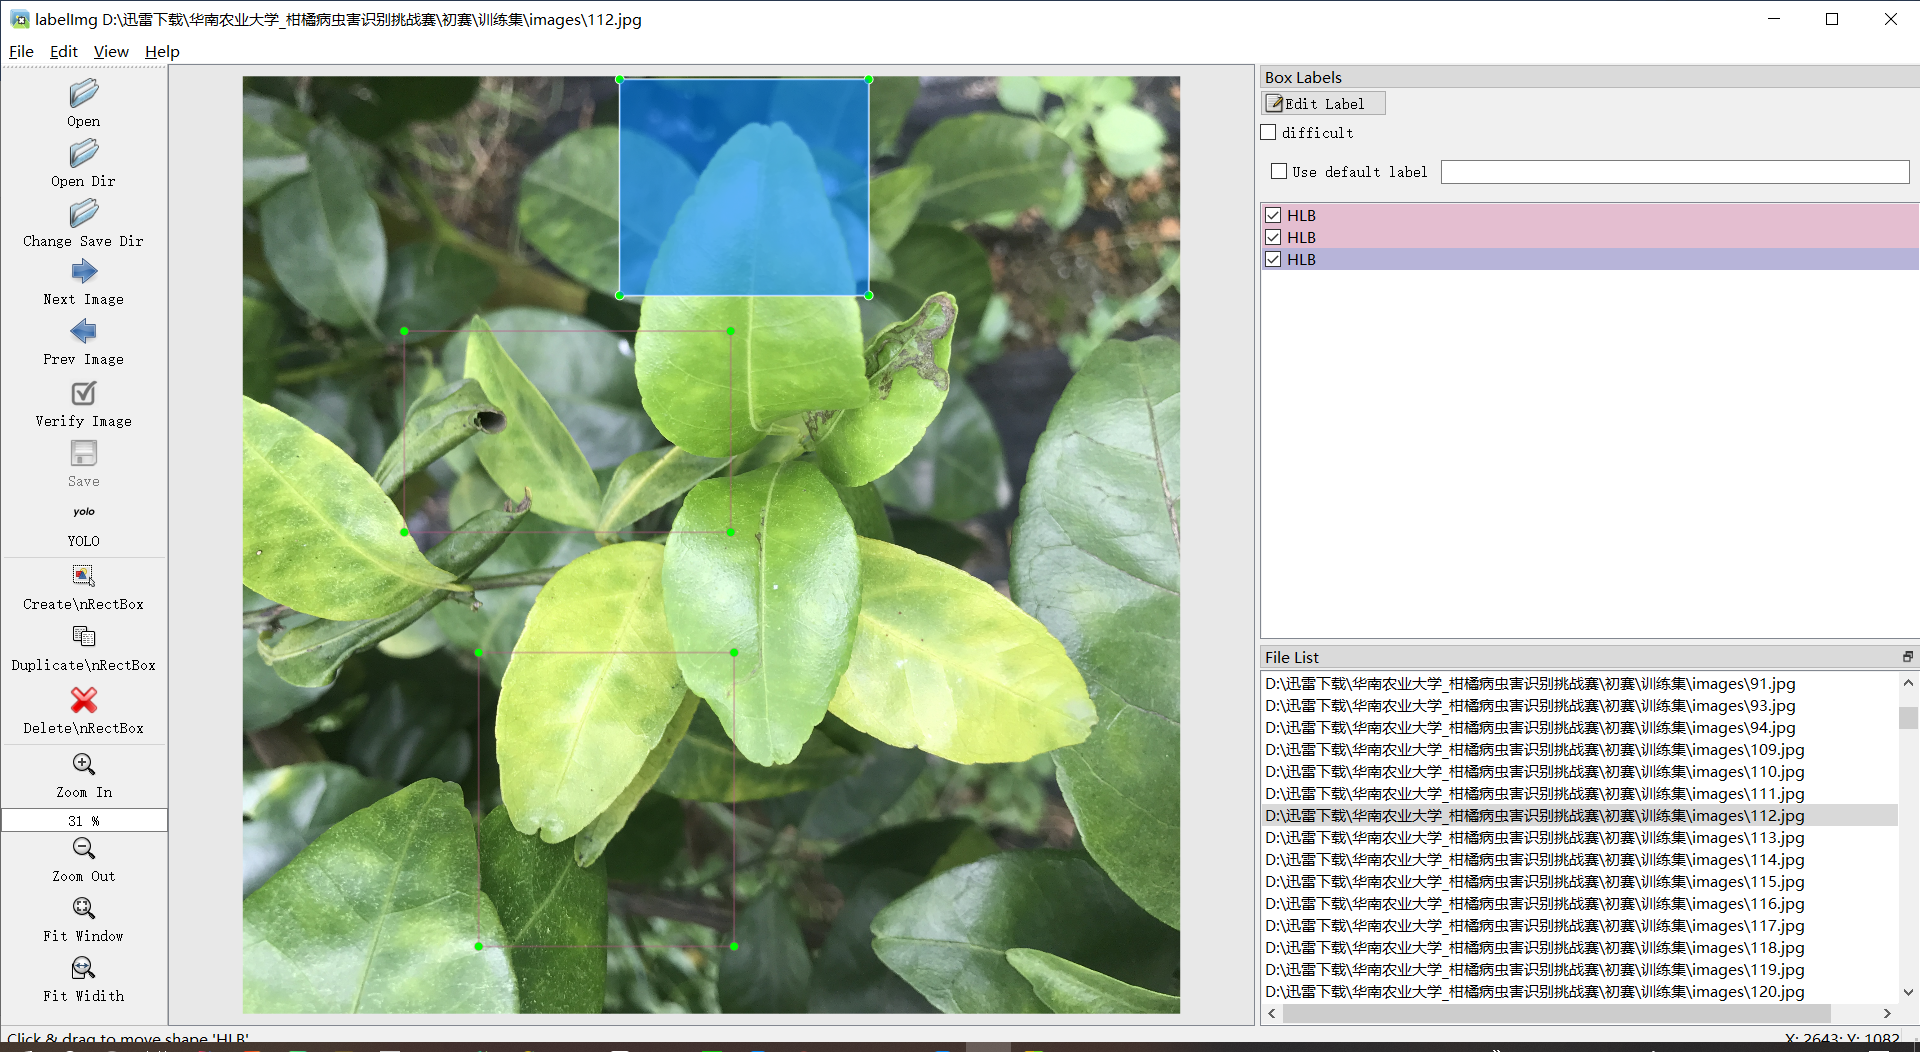 labelImg D:\迅雷下载\华南农业大学_柑橘病虫害识别挑战赛\初赛\训练集\images\112.jpg
File Edit View Help
Open
Open Dir
Change Save Dir
Next Image
Prev Image
Verify Image
Save
yolo
YOLO
Create\nRectBox
Duplicate\nRectBox
Delete\nRectBox
Zoom In
31 %
Zoom Out
Fit Window
Fit Widith
Box Labels
Edit Label
difficult
Use default label
HLB
HLB
HLB
File List
D:\迅雷下载\华南农业大学_柑橘病虫害识别挑战赛\初赛\训练集\images\91.jpg
D:\迅雷下载\华南农业大学_柑橘病虫害识别挑战赛\初赛\训练集\images\93.jpg
D:\迅雷下载\华南农业大学_柑橘病虫害识别挑战赛\初赛\训练集\images\94.jpg
D:\迅雷下载\华南农业大学_柑橘病虫害识别挑战赛\初赛\训练集\images\109.jpg
D:\迅雷下载\华南农业大学_柑橘病虫害识别挑战赛\初赛\训练集\images\110.jpg
D:\迅雷下载\华南农业大学_柑橘病虫害识别挑战赛\初赛\训练集\images\111.jpg
D:\迅雷下载\华南农业大学_柑橘病虫害识别挑战赛\初赛\训练集\images\112.jpg
D:\迅雷下载\华南农业大学_柑橘病虫害识别挑战赛\初赛\训练集\images\113.jpg
D:\迅雷下载\华南农业大学_柑橘病虫害识别挑战赛\初赛\训练集\images\114.jpg
D:\迅雷下载\华南农业大学_柑橘病虫害识别挑战赛\初赛\训练集\images\115.jpg
D:\迅雷下载\华南农业大学_柑橘病虫害识别挑战赛\初赛\训练集\images\116.jpg
D:\迅雷下载\华南农业大学_柑橘病虫害识别挑战赛\初赛\训练集\images\117.jpg
D:\迅雷下载\华南农业大学_柑橘病虫害识别挑战赛\初赛\训练集\images\118.jpg
D:\迅雷下载\华南农业大学_柑橘病虫害识别挑战赛\初赛\训练集\images\119.jpg
D:\迅雷下载\华南农业大学_柑橘病虫害识别挑战赛\初赛\训练集\images\120.jpg
Click & drag to move shape 'HLB'
X: 2643; Y: 1082